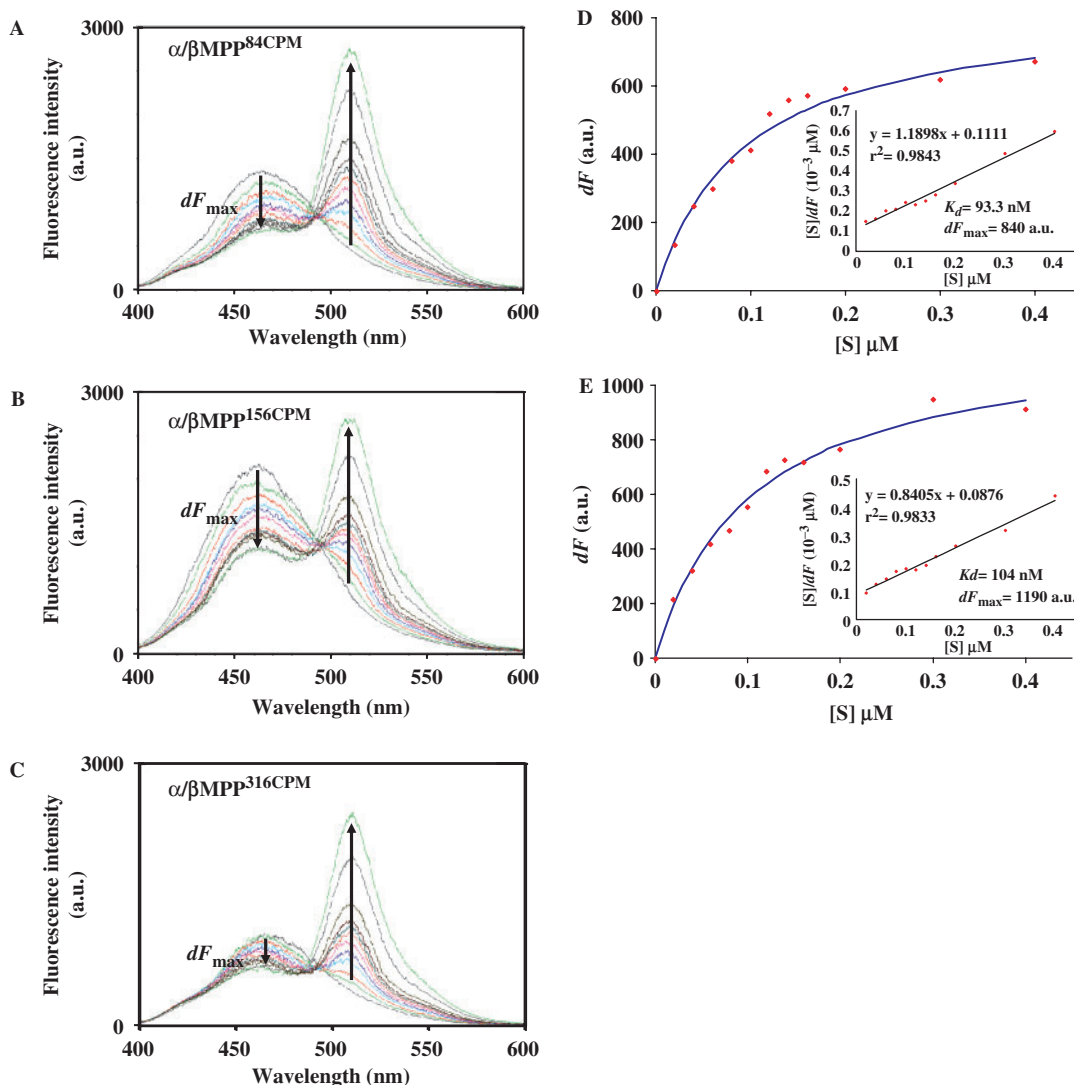 A
α/βMPP84CPM
3000
0
Fluorescence intensity
(a.u.)
dFmax
400 450 500 550 600
Wavelength (nm)
B
α/βMPP156CPM
3000
0
Fluorescence intensity
(a.u.)
dFmax
400 450 500 550 600
Wavelength (nm)
C
α/βMPP316CPM
3000
0
Fluorescence intensity
(a.u.)
dFmax
400 450 500 550 600
Wavelength (nm)
D
800
600
400
200
0
dF (a.u.)
0 0.1 0.2 0.3 0.4
[S] μM
0.7
0.6
0.5
0.4
0.3
0.2
0.1
0
[S]/dF (10⁻³ μM)
y = 1.1898x + 0.1111
r² = 0.9843
Kd = 93.3 nM
dFmax= 840 a.u.
0 0.1 0.2 0.3 0.4
[S] μM
E
1000
800
600
400
200
0
dF (a.u.)
0 0.1 0.2 0.3 0.4
[S] μM
0.5
0.4
0.3
0.2
0.1
0
[S]/dF (10⁻³ μM)
y = 0.8405x + 0.0876
r² = 0.9833
Kd= 104 nM
dFmax= 1190 a.u.
0 0.1 0.2 0.3 0.4
[S] μM